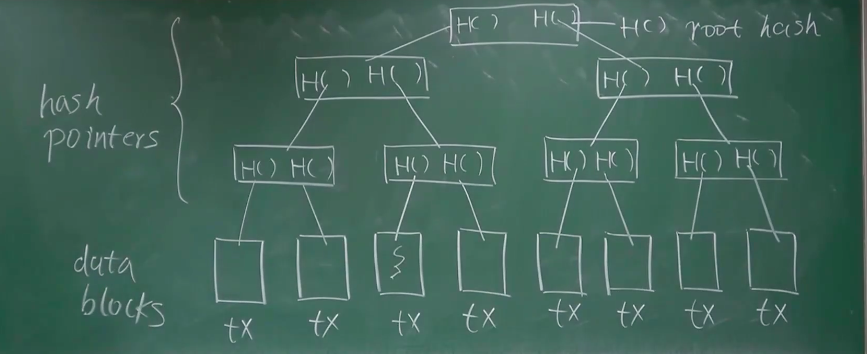 H( ) H( ) H( ) root hash
H( ) H( ) H( ) H( )
hash
pointers
H( ) H( ) H( ) H( ) H( ) H( ) H( ) H( )
data
blocks
tx tx tx tx tx tx tx tx